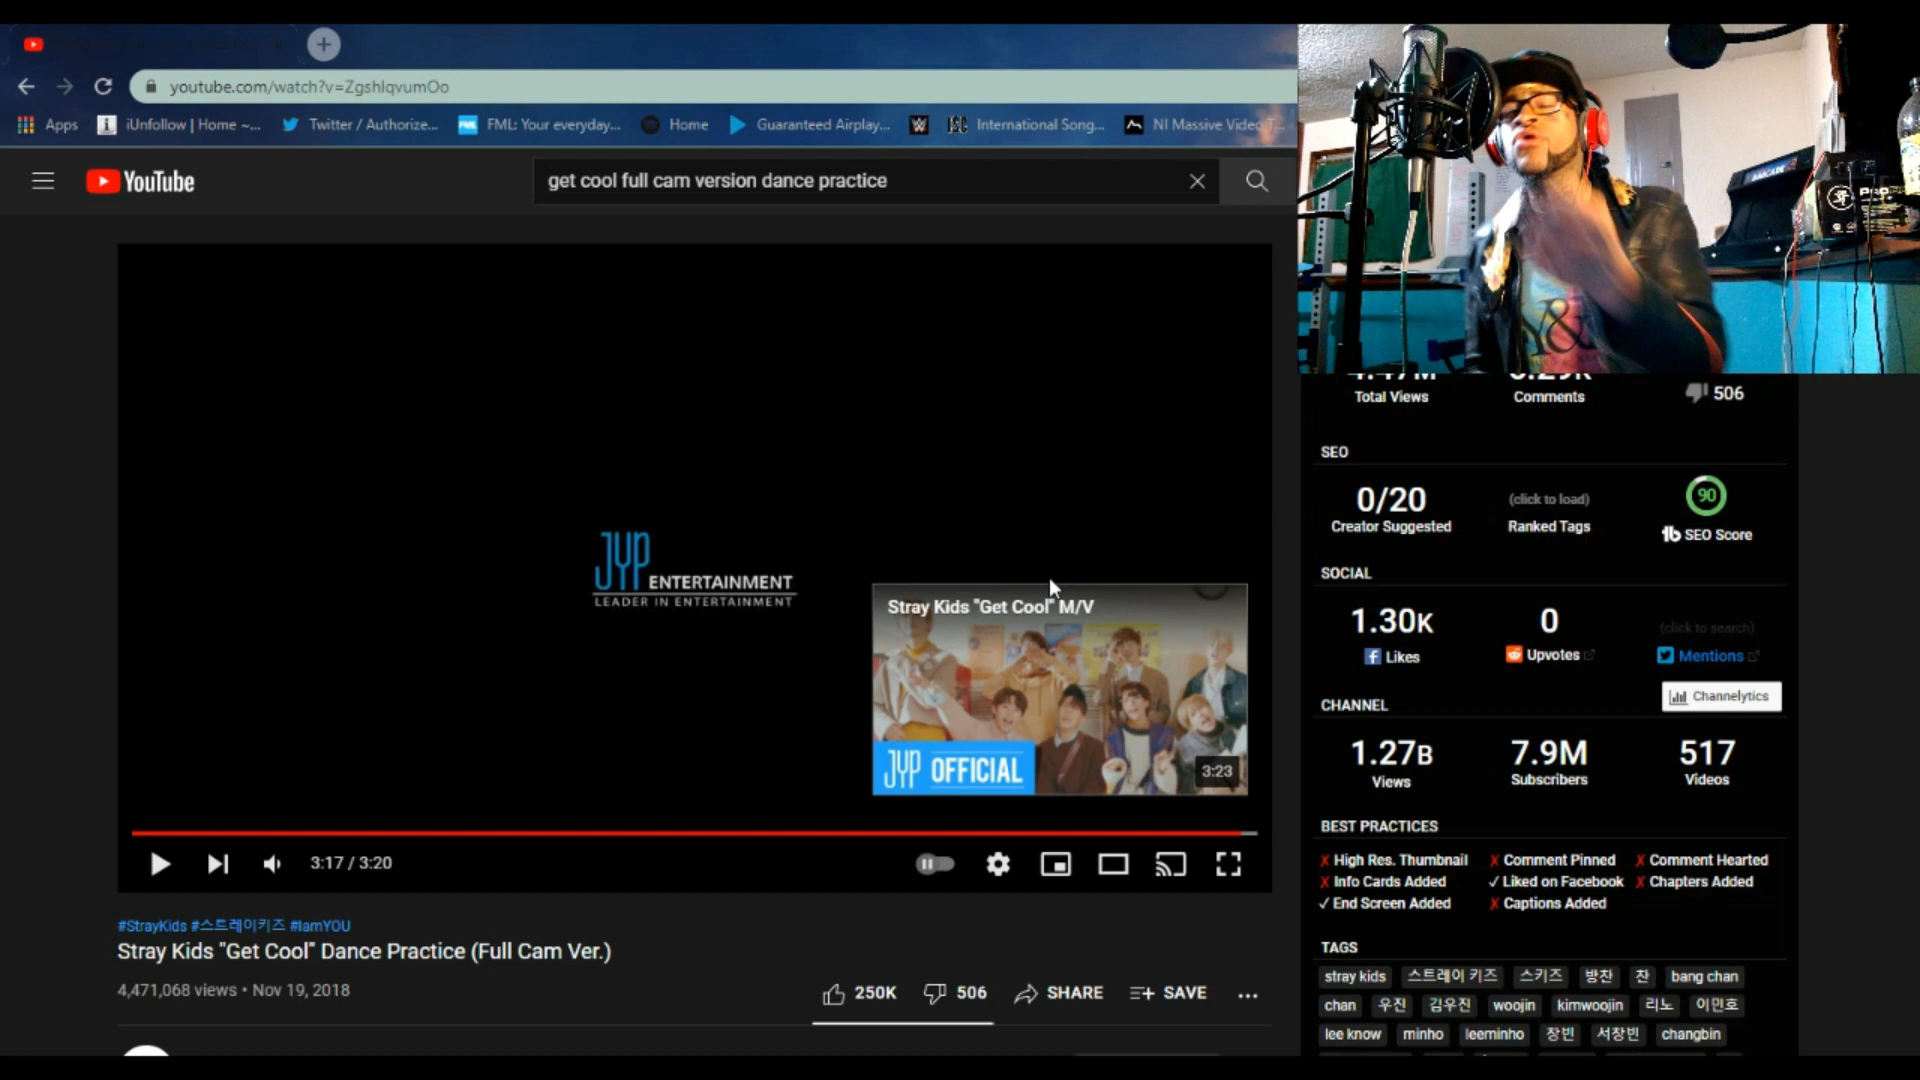 youtube.com/watch?v=ZgshlqvumOo
Apps
iUnfollow | Home ~...
Twitter / Authorize...
FML: Your everyday...
Home
Guaranteed Airplay...
International Song...
NI Massive Video T...
YouTube
get cool full cam version dance practice
JYP ENTERTAINMENT
LEADER IN ENTERTAINMENT
Stray Kids "Get Cool" M/V
JYP OFFICIAL
3:23
3:17 / 3:20
#StrayKids #스트레이키즈 #IamYOU
Stray Kids "Get Cool" Dance Practice (Full Cam Ver.)
4,471,068 views • Nov 19, 2018
250K 506 SHARE SAVE
Total Views Comments 506
SEO
0/20 (click to load) 90
Creator Suggested Ranked Tags tb SEO Score
SOCIAL
1.30K 0 (click to search)
Likes Upvotes Mentions
CHANNEL Channelytics
1.27B 7.9M 517
Views Subscribers Videos
BEST PRACTICES
✗ High Res. Thumbnail ✗ Comment Pinned ✗ Comment Hearted
✗ Info Cards Added ✓ Liked on Facebook ✗ Chapters Added
✓ End Screen Added ✗ Captions Added
TAGS
stray kids 스트레이 키즈 스키즈 방찬 찬 bang chan
chan 우진 김우진 woojin kimwoojin 리노 이민호
lee know minho leeminho 창빈 서창빈 changbin